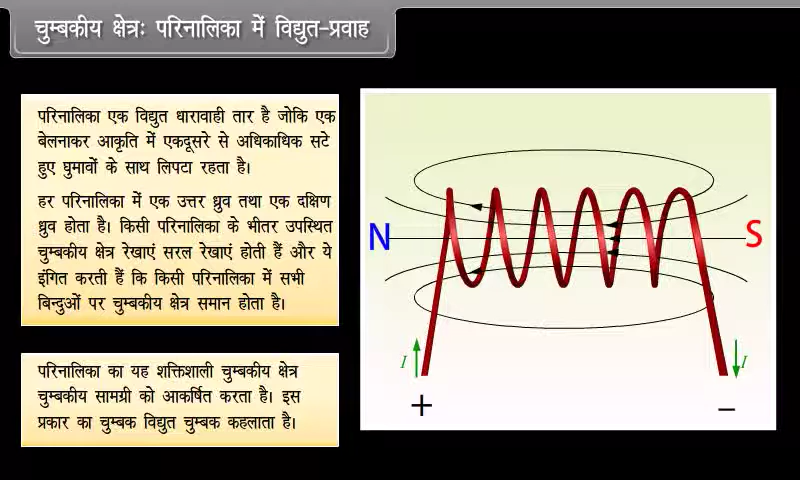 चुम्बकीय क्षेत्रः परिनालिका में विद्युत-प्रवाह
परिनालिका एक विद्युत धारावाही तार है जोकि एक
बेलनाकर आकृति में एकदूसरे से अधिकाधिक सटे
हुए घुमावों के साथ लिपटा रहता है।
हर परिनालिका में एक उत्तर ध्रुव तथा एक दक्षिण
ध्रुव होता है। किसी परिनालिका के भीतर उपस्थित
चुम्बकीय क्षेत्र रेखाएं सरल रेखाएं होती हैं और ये
इंगित करती हैं कि किसी परिनालिका में सभी
बिन्दुओं पर चुम्बकीय क्षेत्र समान होता है।
परिनालिका का यह शक्तिशाली चुम्बकीय क्षेत्र
चुम्बकीय सामग्री को आकर्षित करता है। इस
प्रकार का चुम्बक विद्युत चुम्बक कहलाता है।
N
S
I
I
+
–